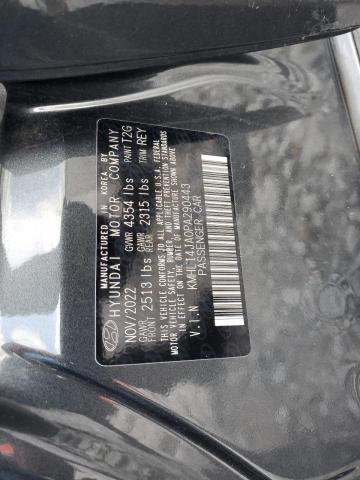 MANUFACTURED IN KOREA BY
HYUNDAI MOTOR COMPANY
NOV/2022 GVWR 4354 lbs PAINT T2G
GAWR FRONT 2513 lbs GAWR REAR 2315 lbs TRIM REY
THIS VEHICLE CONFORMS TO ALL APPLICABLE U.S.A. FEDERAL
MOTOR VEHICLE SAFETY, BUMPER, AND THEFT PREVENTION
STANDARDS IN EFFECT ON THE DATE OF MANUFACTURE
SHOWN ABOVE.
V.I.N KMHL14JA0PA290443
PASSENGER CAR